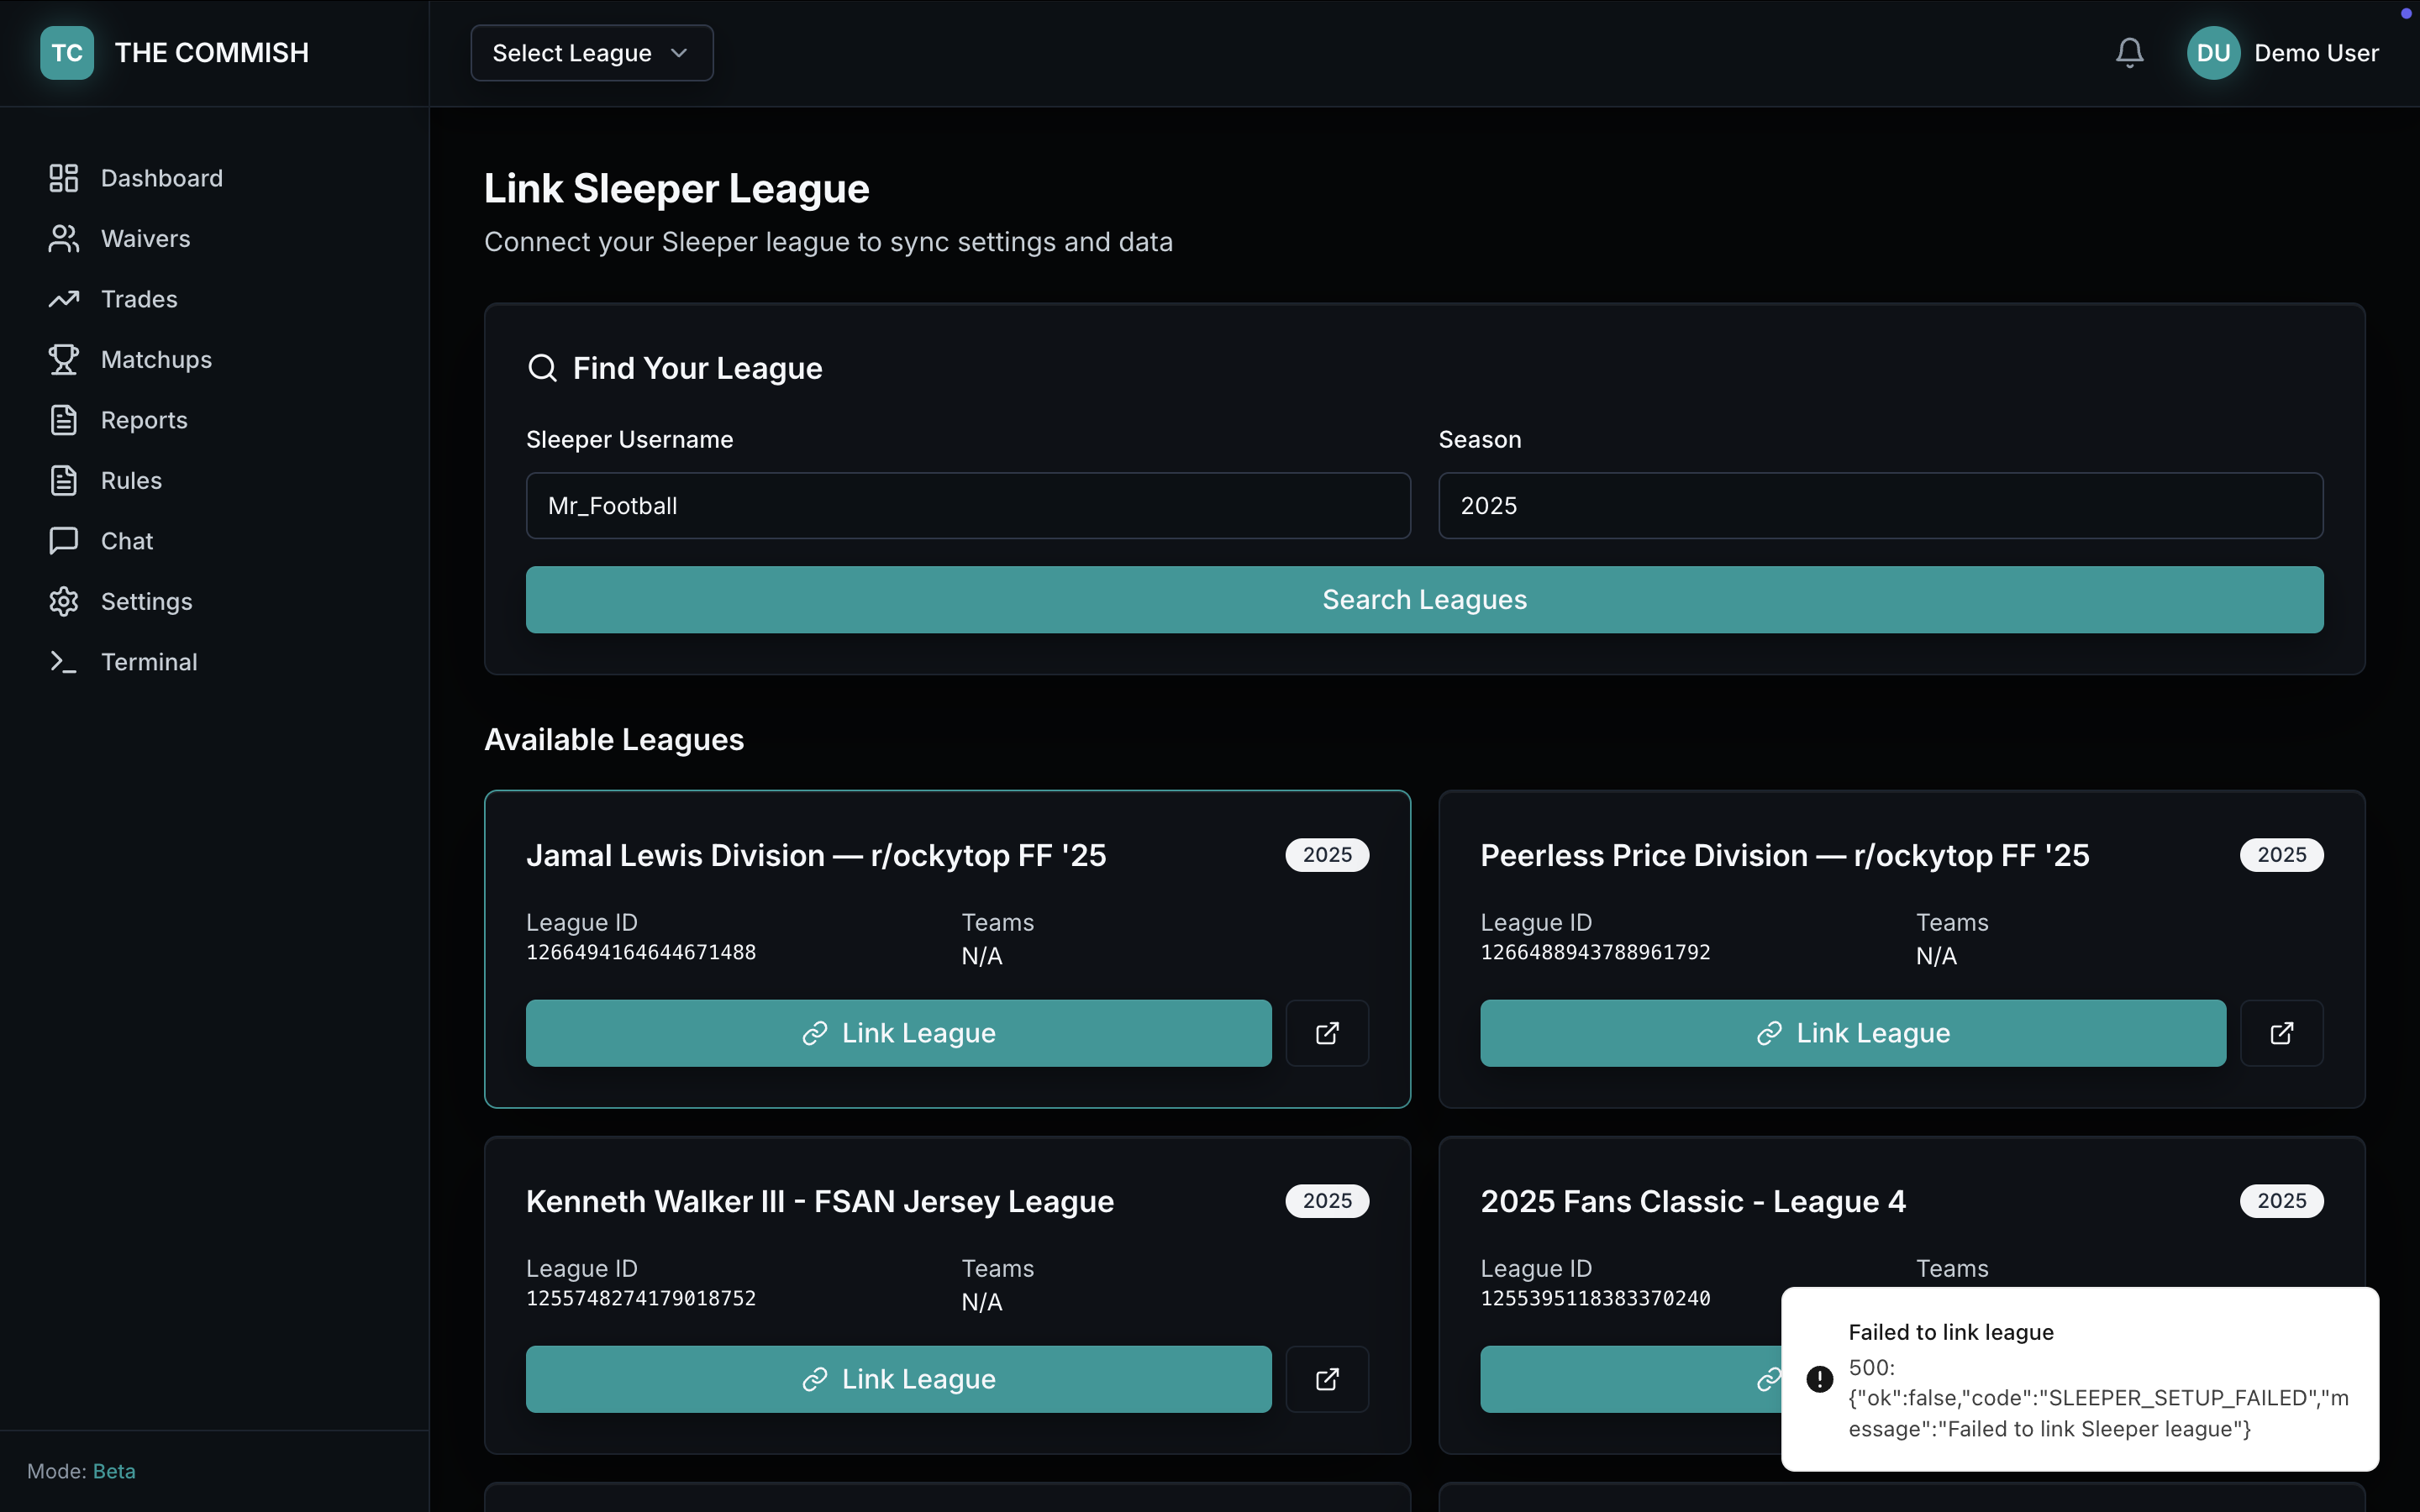 TC THE COMMISH
Select League
DU Demo User
Dashboard
Waivers
Trades
Matchups
Reports
Rules
Chat
Settings
Terminal
Mode: Beta
Link Sleeper League
Connect your Sleeper league to sync settings and data
Find Your League
Sleeper Username
Mr_Football
Season
2025
Search Leagues
Available Leagues
Jamal Lewis Division — r/ockytop FF '25
2025
League ID
1266494164644671488
Teams
N/A
Link League
Peerless Price Division — r/ockytop FF '25
2025
League ID
1266488943788961792
Teams
N/A
Link League
Kenneth Walker III - FSAN Jersey League
2025
League ID
1255748274179018752
Teams
N/A
Link League
2025 Fans Classic - League 4
2025
League ID
1255395118383370240
Teams
Failed to link league
500:
{"ok":false,"code":"SLEEPER_SETUP_FAILED","m
essage":"Failed to link Sleeper league"}